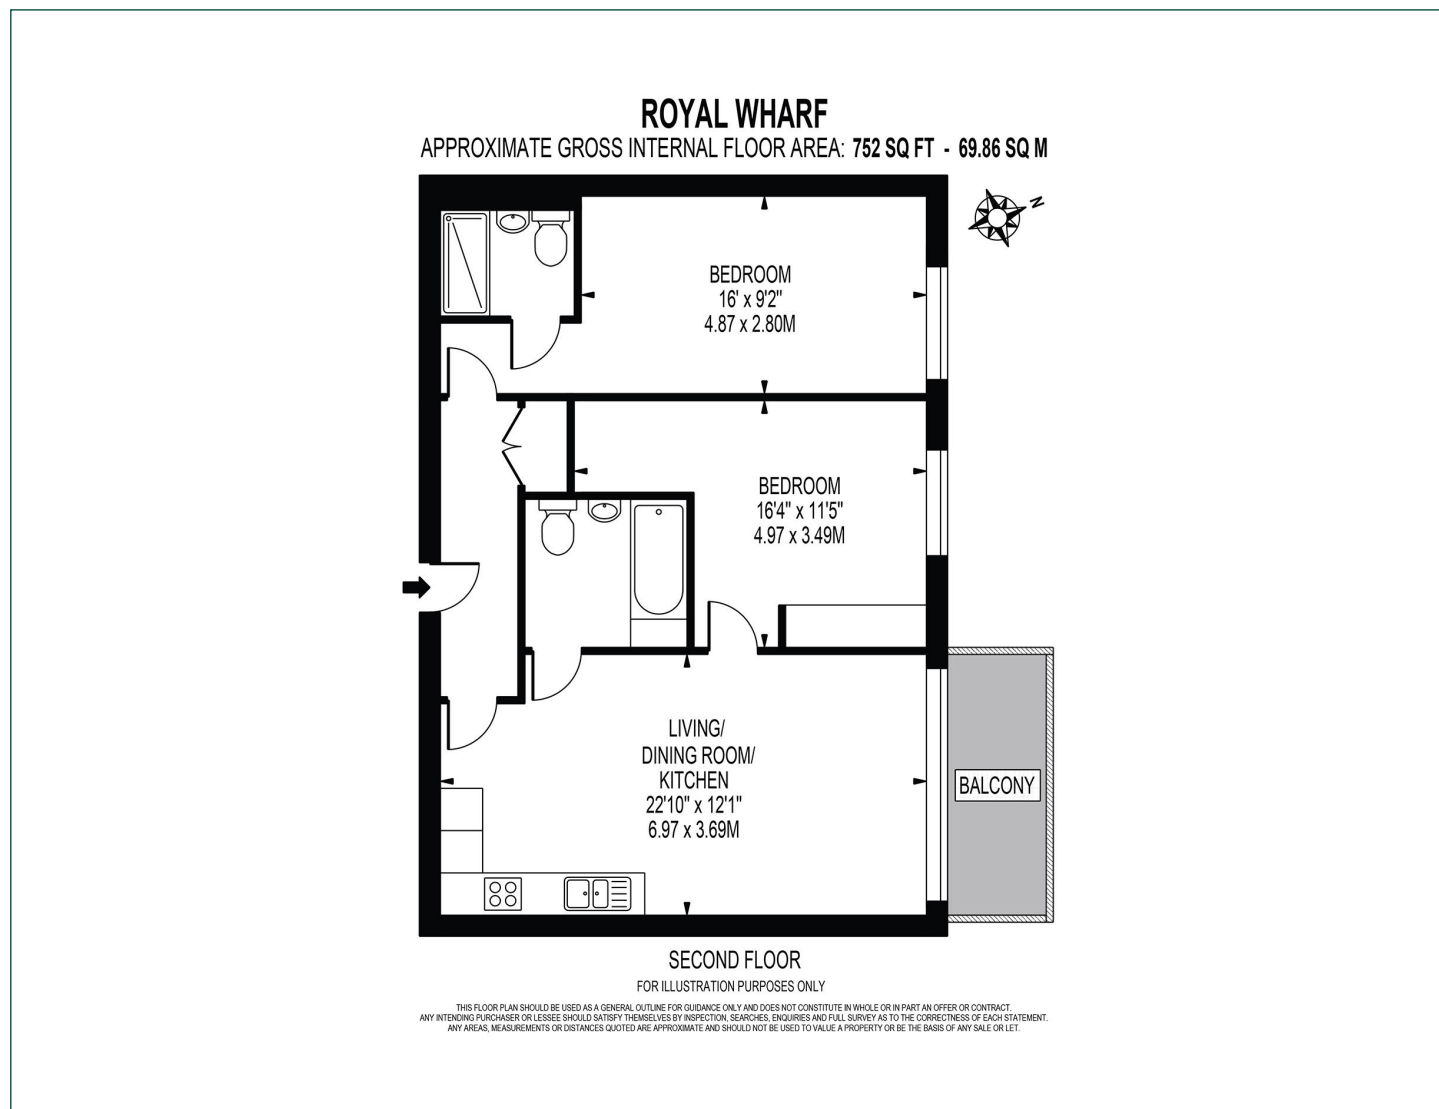 ROYAL WHARF
APPROXIMATE GROSS INTERNAL FLOOR AREA: 752 SQ FT - 69.86 SQ M
N
BEDROOM
16' x 9'2"
4.87 x 2.80M
BEDROOM
16'4" x 11'5"
4.97 x 3.49M
LIVING/
DINING ROOM/
KITCHEN
22'10" x 12'1"
6.97 x 3.69M
BALCONY
SECOND FLOOR
FOR ILLUSTRATION PURPOSES ONLY
THIS FLOOR PLAN SHOULD BE USED AS A GENERAL OUTLINE FOR GUIDANCE ONLY AND DOES NOT CONSTITUTE IN WHOLE OR IN PART AN OFFER OR CONTRACT.
ANY INTENDING PURCHASER OR LESSEE SHOULD SATISFY THEMSELVES BY INSPECTION, SEARCHES, ENQUIRIES AND FULL SURVEY AS TO THE CORRECTNESS OF EACH STATEMENT.
ANY AREAS, MEASUREMENTS OR DISTANCES QUOTED ARE APPROXIMATE AND SHOULD NOT BE USED TO VALUE A PROPERTY OR BE THE BASIS OF ANY SALE OR LET.